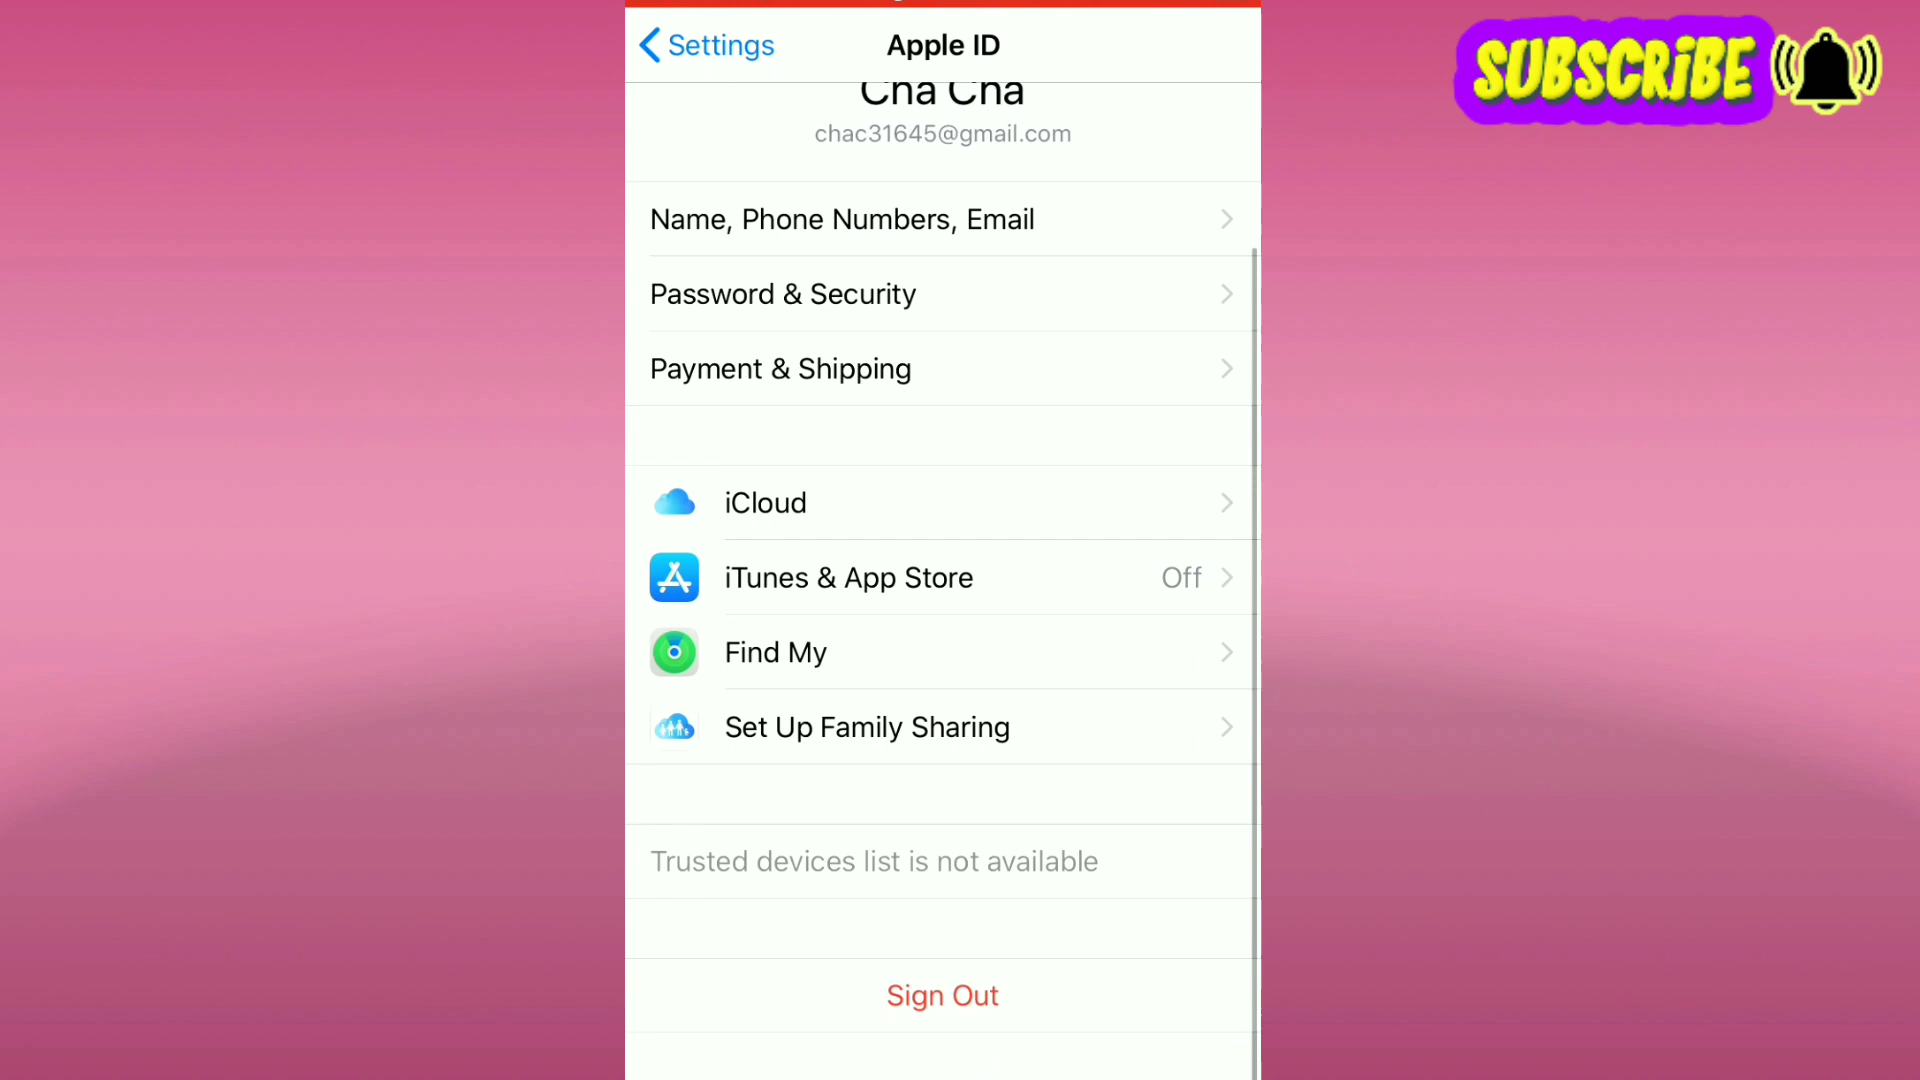 Settings
Apple ID
SUBSCRIBE
Cha Cha
chac31645@gmail.com
Name, Phone Numbers, Email
Password & Security
Payment & Shipping
iCloud
iTunes & App Store Off
Find My
Set Up Family Sharing
Trusted devices list is not available
Sign Out